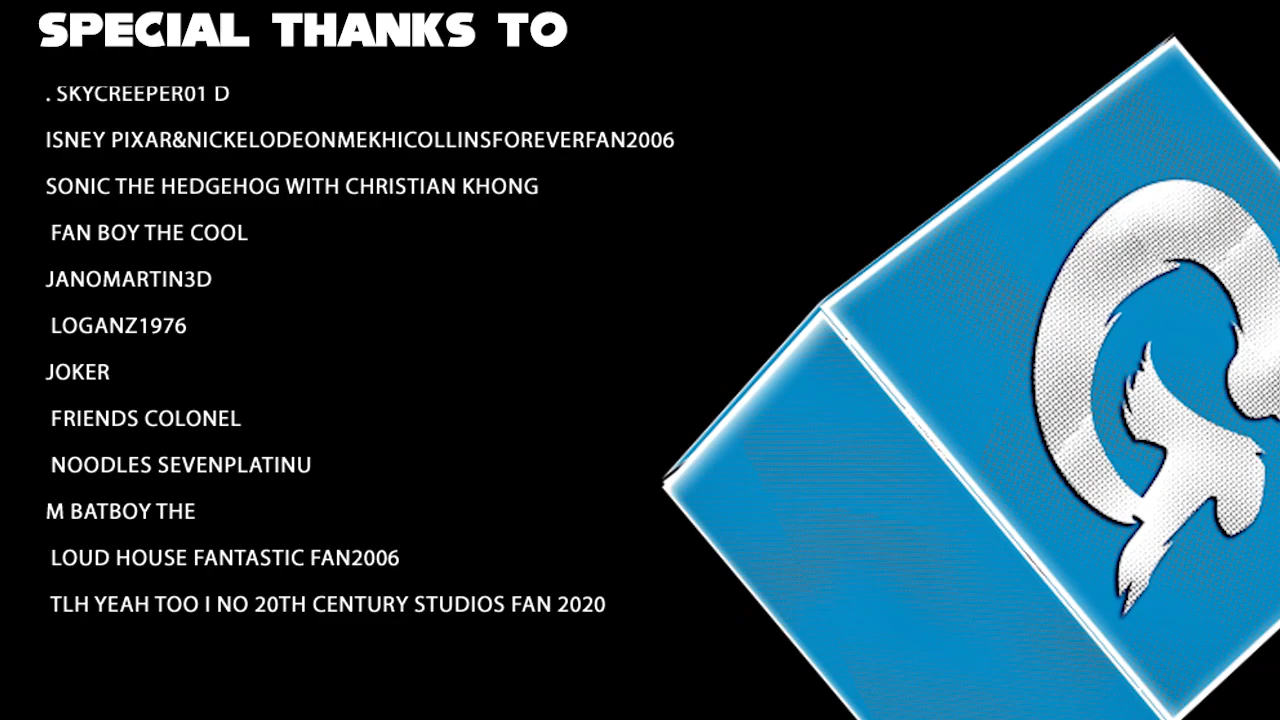 SPECIAL THANKS TO
. SKYCREEPER01 D
ISNEY PIXAR&NICKELODEONMEKHICOLLINSFOREVERFAN2006
SONIC THE HEDGEHOG WITH CHRISTIAN KHONG
FAN BOY THE COOL
JANOMARTIN3D
LOGANZ1976
JOKER
FRIENDS COLONEL
NOODLES SEVENPLATINU
M BATBOY THE
LOUD HOUSE FANTASTIC FAN2006
TLH YEAH TOO I NO 20TH CENTURY STUDIOS FAN 2020